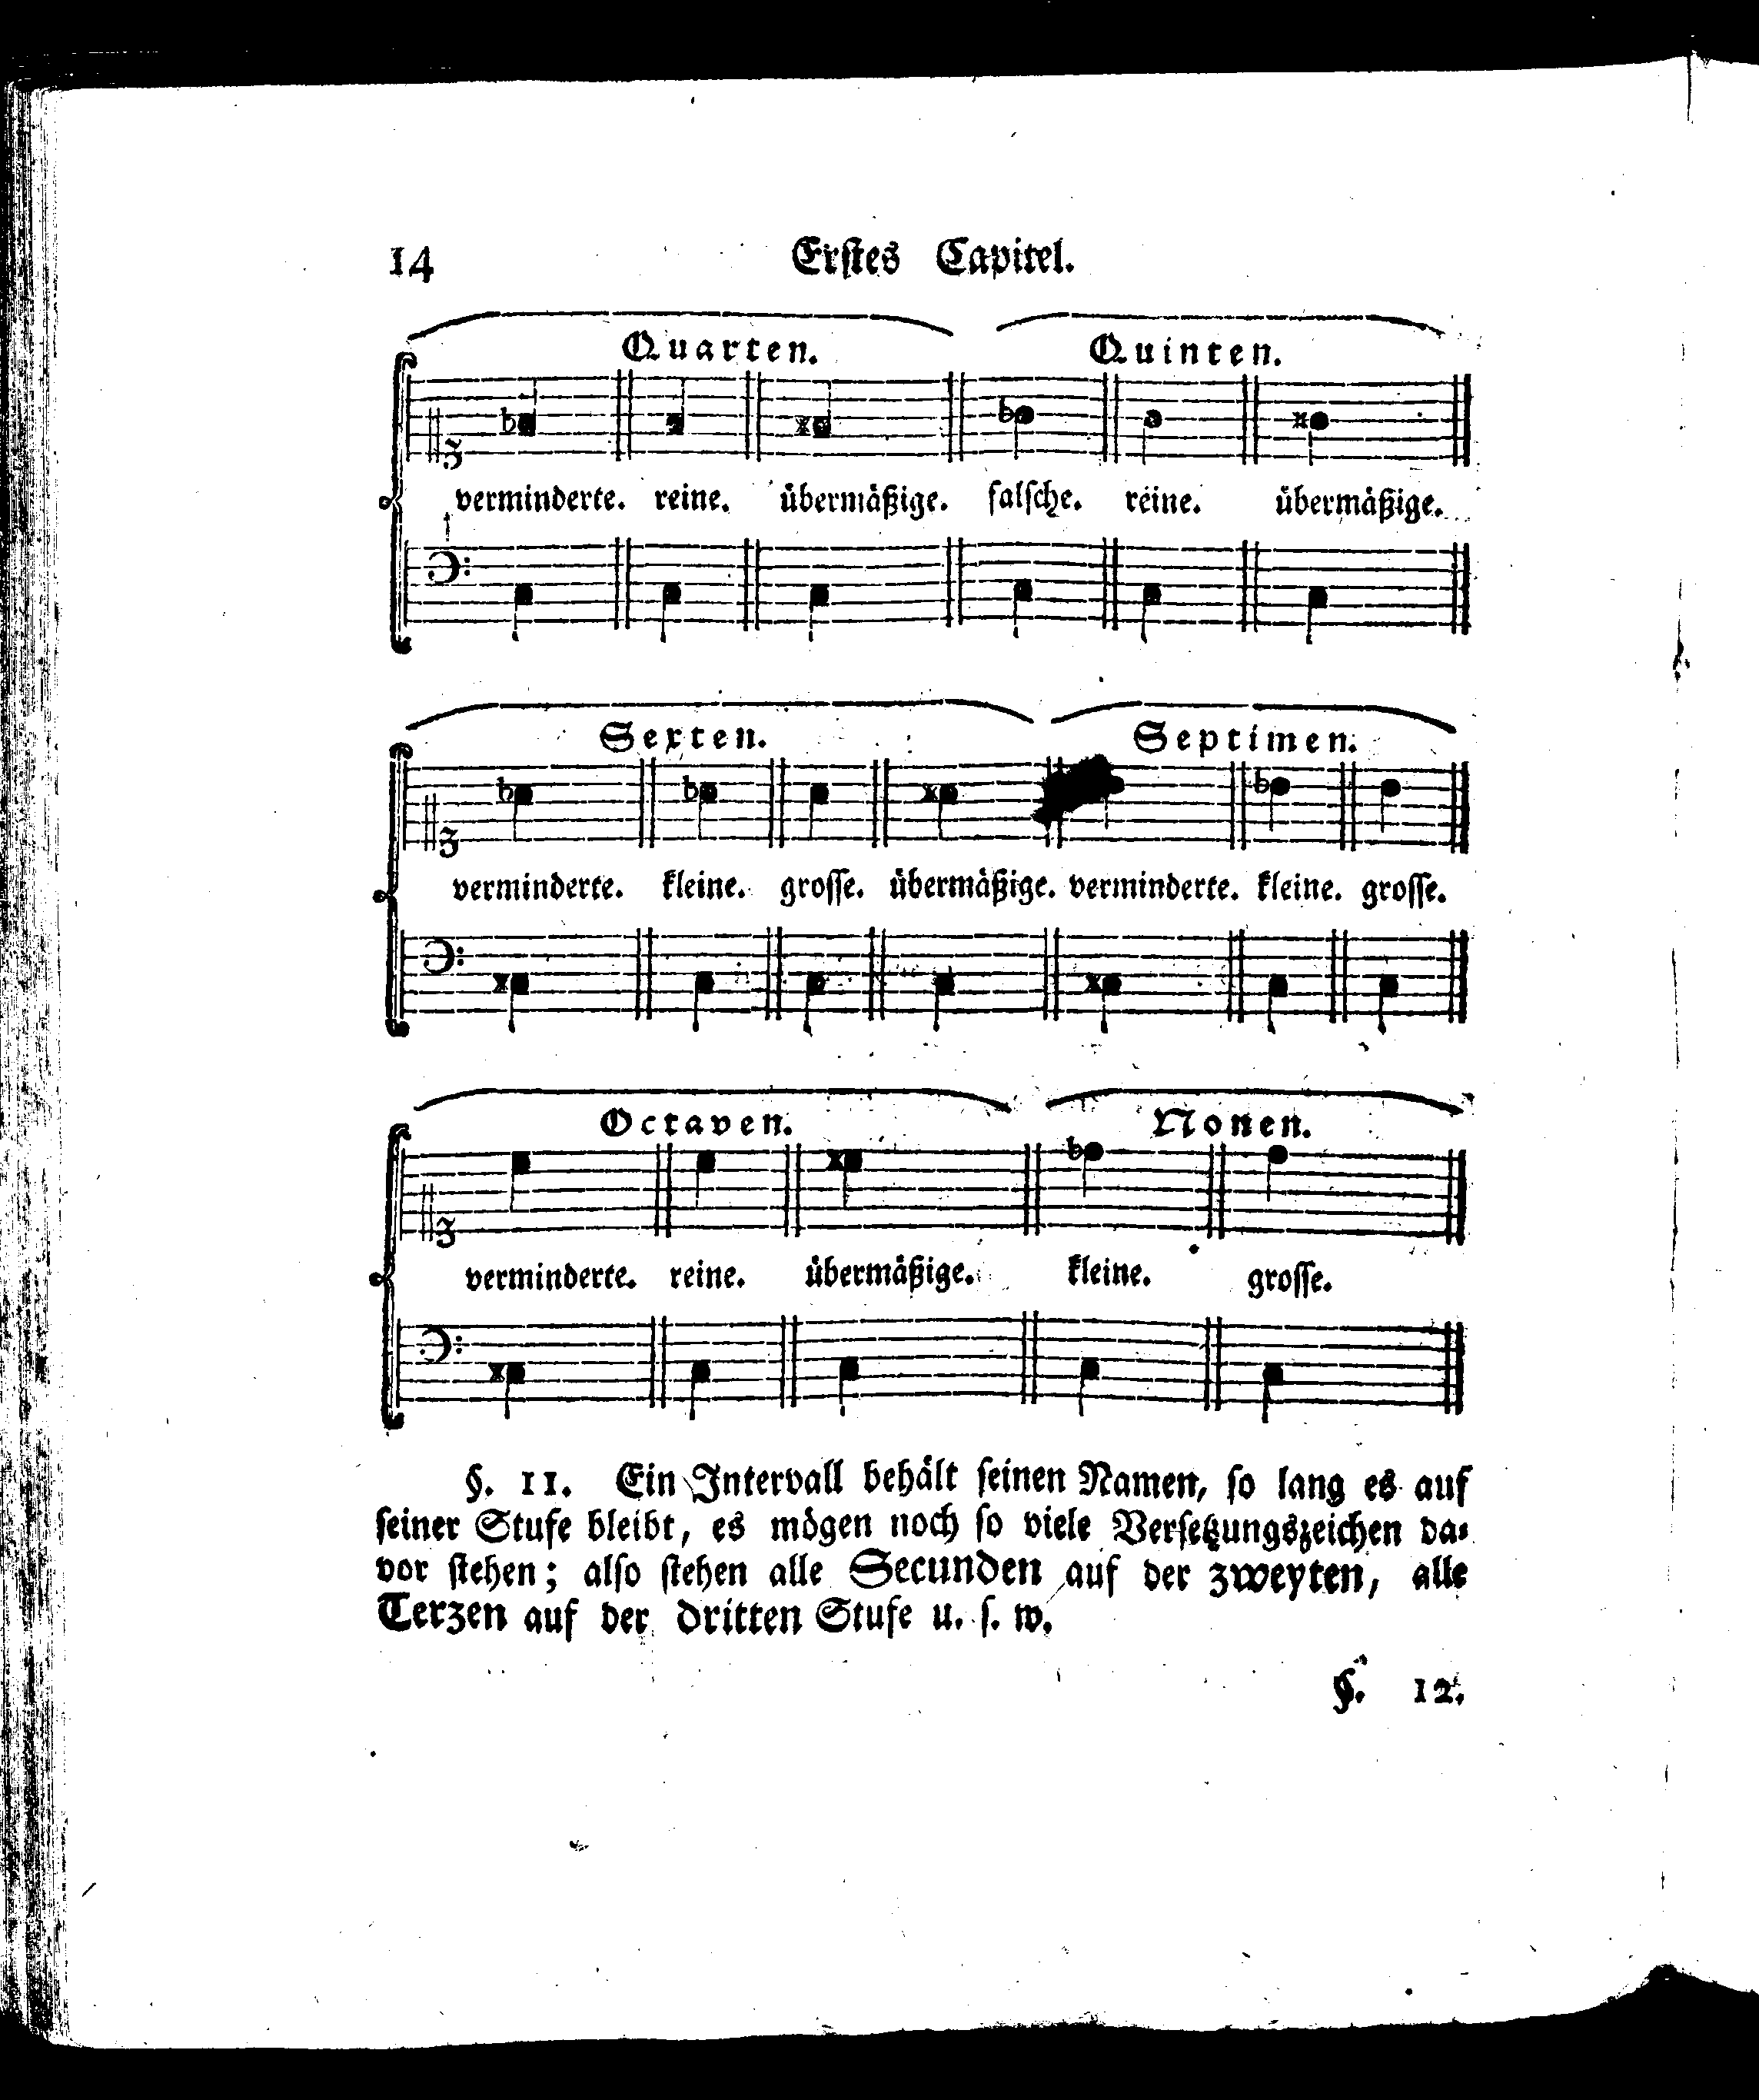 14 Erſtes Capitel.
Quarten. Quinten.
verminderte. reine. übermäßige. falſche. reine. übermäßige.
Sexten. Septimen.
verminderte. kleine. groſſe. übermäßige. verminderte. kleine. groſſe.
Octaven. Nonen.
verminderte. reine. übermäßige. kleine. groſſe.
§. 11. Ein Intervall behält ſeinen Namen, ſo lang es auf
ſeiner Stufe bleibt, es mögen noch ſo viele Verſetzungszeichen da⸗
vor ſtehen; alſo ſtehen alle Secunden auf der zweyten, alle
Terzen auf der dritten Stufe u. ſ. w.
§. 12.